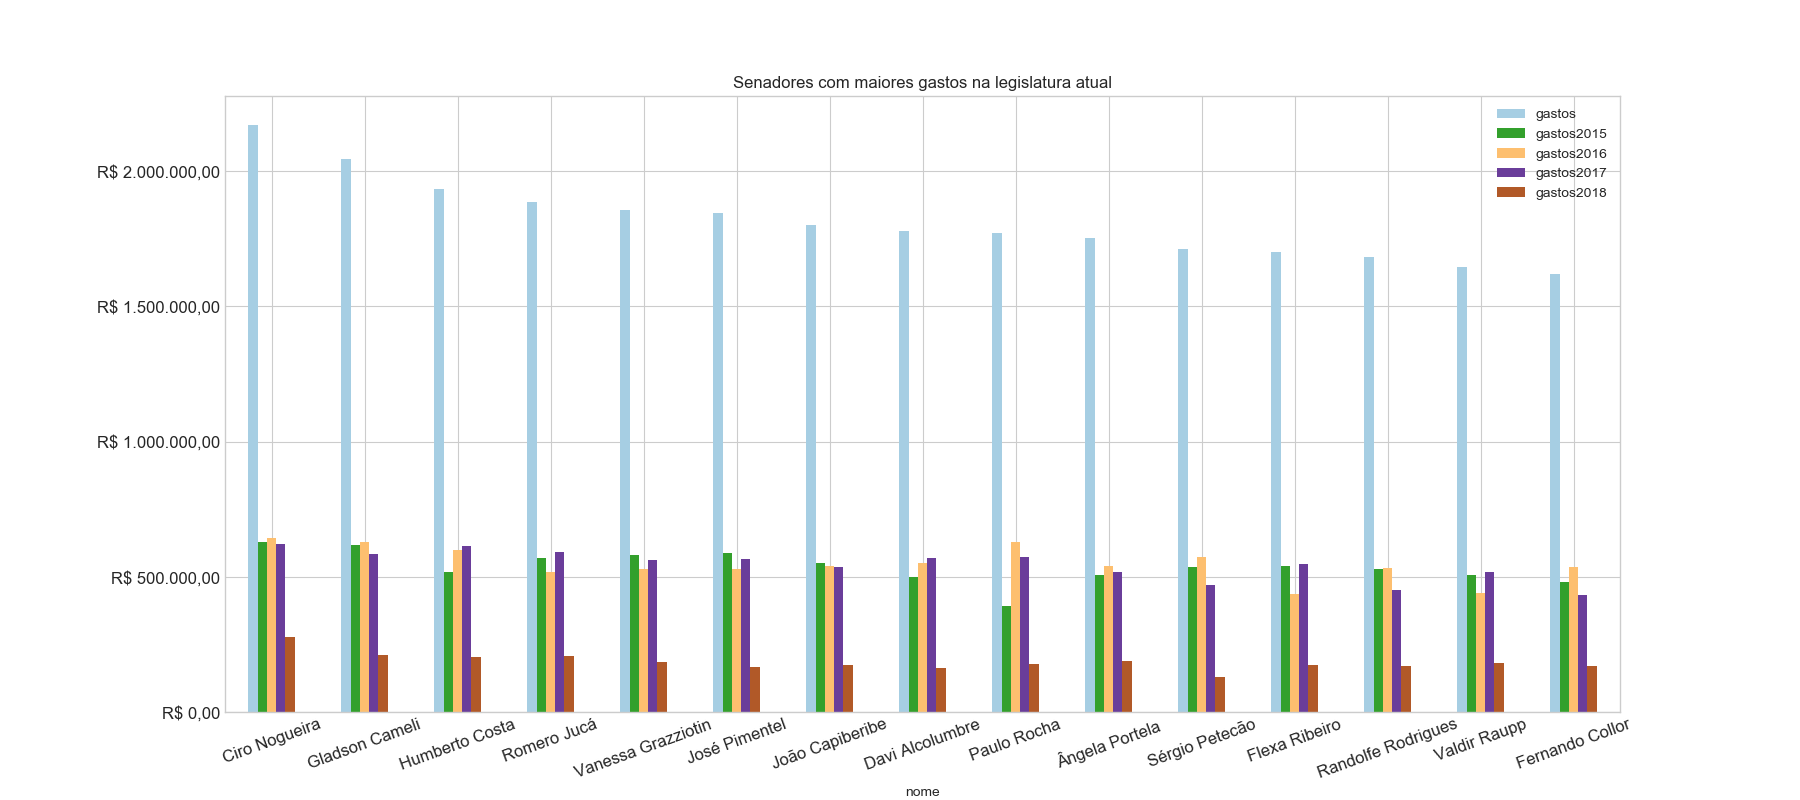 Senadores com maiores gastos na legislatura atual
gastos
gastos2015
gastos2016
gastos2017
gastos2018
R$ 2.000.000,00
R$ 1.500.000,00
R$ 1.000.000,00
R$ 500.000,00
R$ 0,00
Ciro Nogueira
Gladson Cameli
Humberto Costa
Romero Jucá
Vanessa Grazziotin
José Pimentel
João Capiberibe
Davi Alcolumbre
Paulo Rocha
Ângela Portela
Sérgio Petecão
Flexa Ribeiro
Randolfe Rodrigues
Valdir Raupp
Fernando Collor
nome